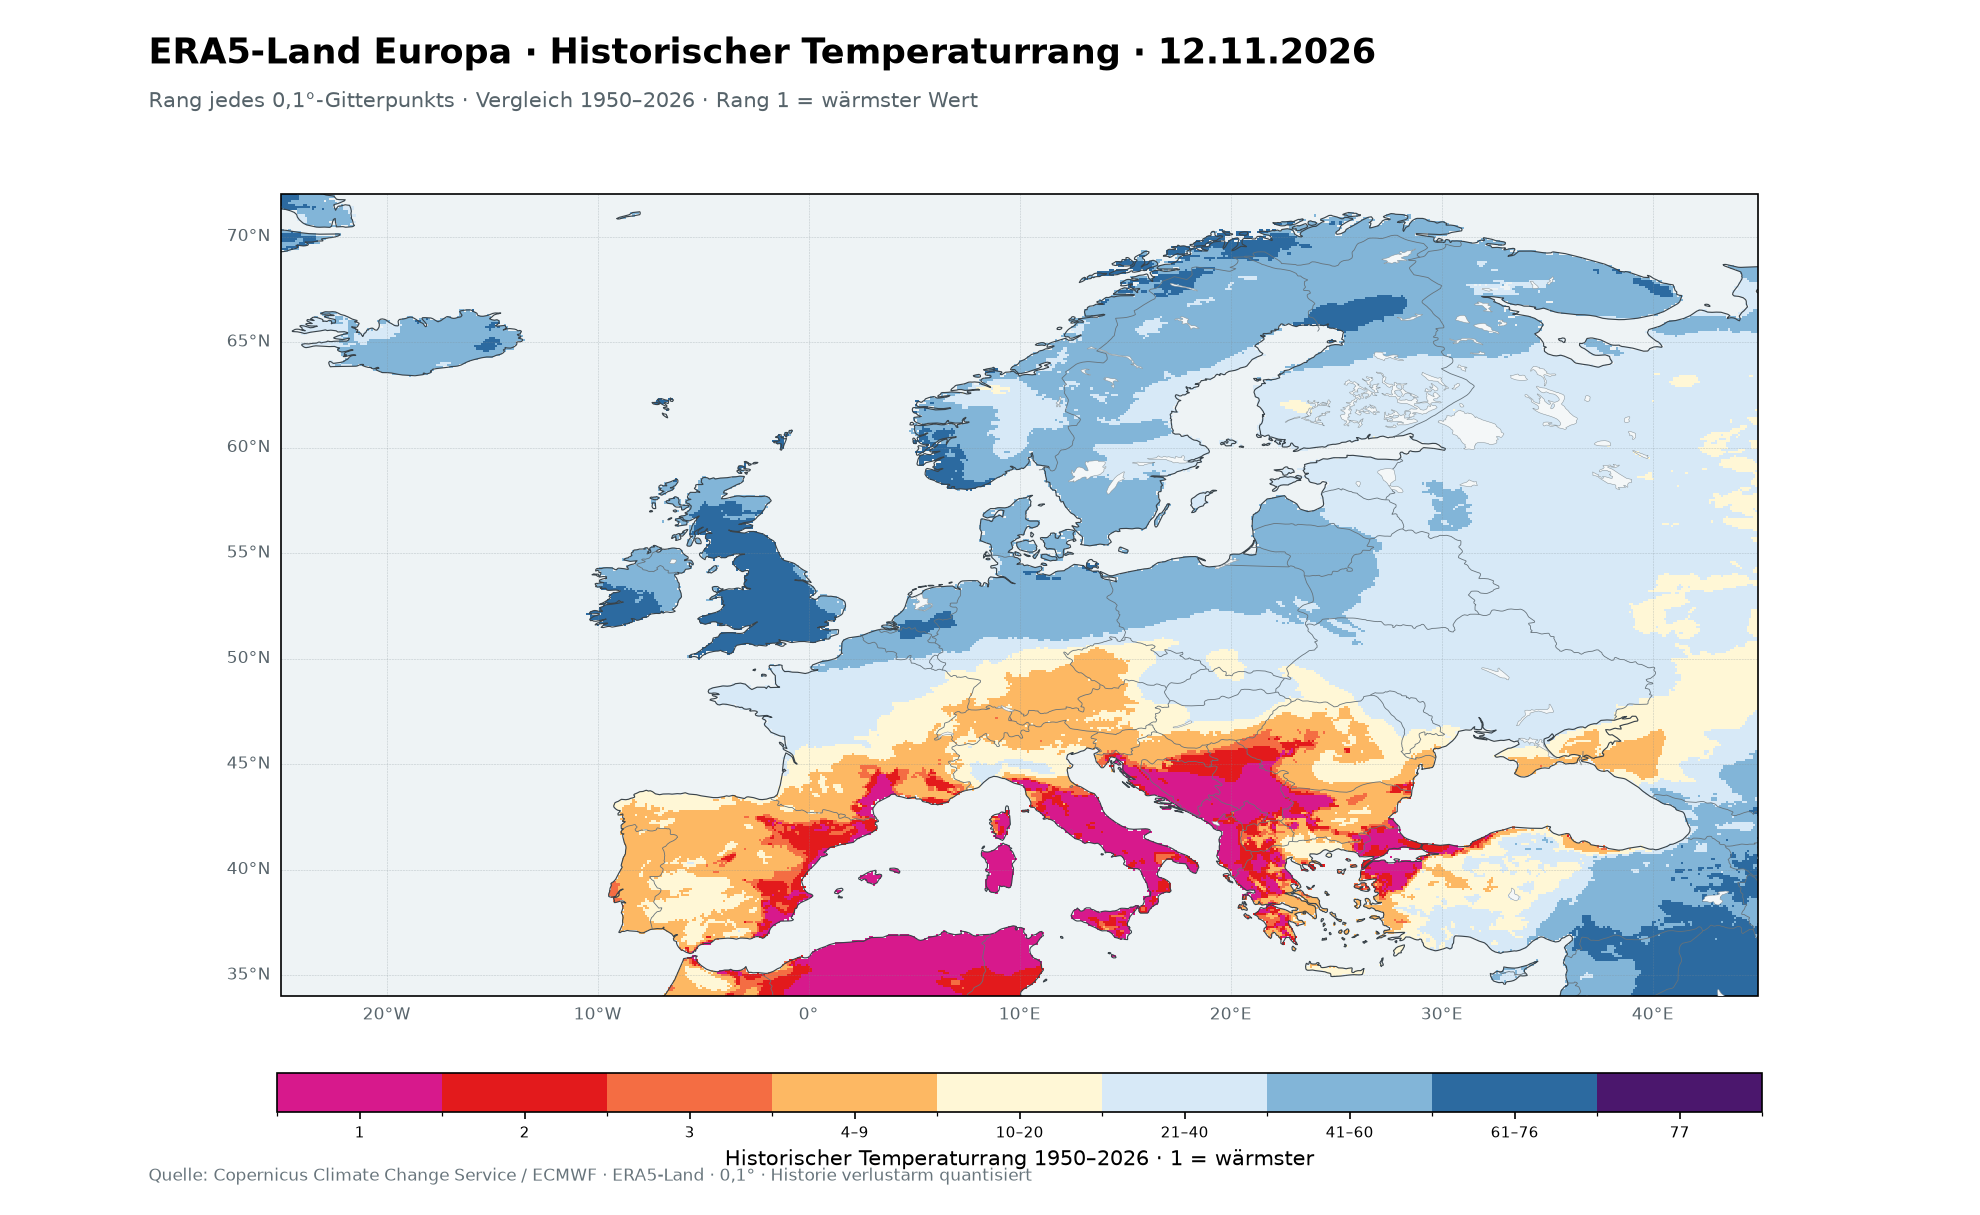 ERA5-Land Europa · Historischer Temperaturrang · 12.11.2026
Rang jedes 0,1°-Gitterpunkts · Vergleich 1950–2026 · Rang 1 = wärmster Wert
70°N
65°N
60°N
55°N
50°N
45°N
40°N
35°N
20°W 10°W 0° 10°E 20°E 30°E 40°E
1 2 3 4–9 10–20 21–40 41–60 61–76 77
Historischer Temperaturrang 1950–2026 · 1 = wärmster
Quelle: Copernicus Climate Change Service / ECMWF · ERA5-Land · 0,1° · Historie verlustarm quantisiert